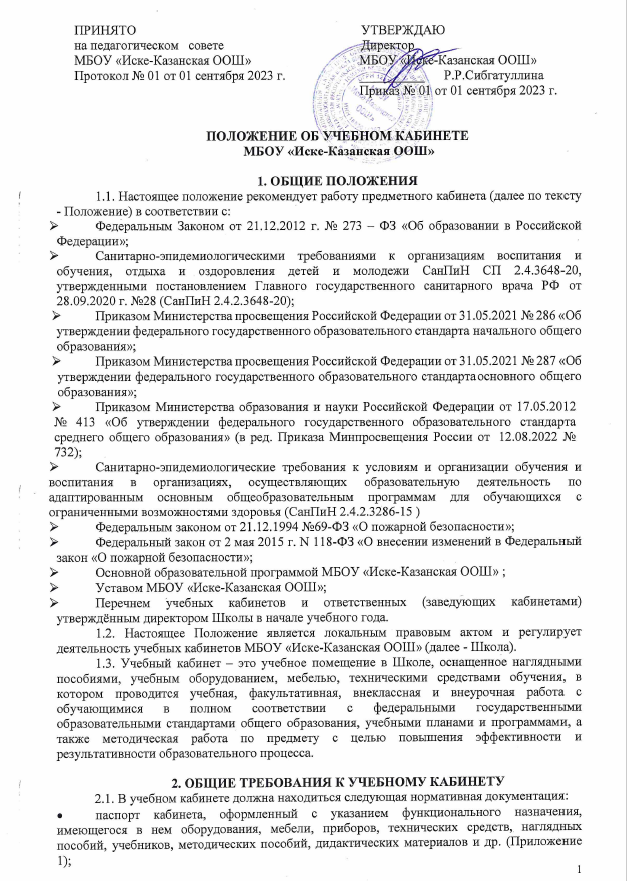 ПРИНЯТО
на педагогическом совете
МБОУ «Иске-Казанская ООШ»
Протокол № 01 от 01 сентября 2023 г.
УТВЕРЖДАЮ
Директор
МБОУ «Иске-Казанская ООШ»
Р.Р.Сибгатуллина
Приказ № 01 от 01 сентября 2023 г.
ПОЛОЖЕНИЕ ОБ УЧЕБНОМ КАБИНЕТЕ
МБОУ «Иске-Казанская ООШ»
1. ОБЩИЕ ПОЛОЖЕНИЯ
1.1. Настоящее положение рекомендует работу предметного кабинета (далее по тексту
- Положение) в соответствии с:
➢ Федеральным Законом от 21.12.2012 г. № 273 – ФЗ «Об образовании в Российской
Федерации»;
➢ Санитарно-эпидемиологическими требованиями к организациям воспитания и
обучения, отдыха и оздоровления детей и молодежи СанПиН СП 2.4.3648-20,
утвержденными постановлением Главного государственного санитарного врача РФ от
28.09.2020 г. №28 (СанПиН 2.4.2.3648-20);
➢ Приказом Министерства просвещения Российской Федерации от 31.05.2021 № 286 «Об
утверждении федерального государственного образовательного стандарта начального общего
образования»;
➢ Приказом Министерства просвещения Российской Федерации от 31.05.2021 № 287 «Об
утверждении федерального государственного образовательного стандарта основного общего
образования»;
➢ Приказом Министерства образования и науки Российской Федерации от 17.05.2012
№ 413 «Об утверждении федерального государственного образовательного стандарта
среднего общего образования» (в ред. Приказа Минпросвещения России от 12.08.2022 №
732);
➢ Санитарно-эпидемиологические требования к условиям и организации обучения и
воспитания в организациях, осуществляющих образовательную деятельность по
адаптированным основным общеобразовательным программам для обучающихся с
ограниченными возможностями здоровья (СанПиН 2.4.2.3286-15 )
➢ Федеральным законом от 21.12.1994 №69-ФЗ «О пожарной безопасности»;
➢ Федеральный закон от 2 мая 2015 г. N 118-ФЗ «О внесении изменений в Федеральный
закон «О пожарной безопасности»;
➢ Основной образовательной программой МБОУ «Иске-Казанская ООШ» ;
➢ Уставом МБОУ «Иске-Казанская ООШ»;
➢ Перечнем учебных кабинетов и ответственных (заведующих кабинетами)
утверждённым директором Школы в начале учебного года.
1.2. Настоящее Положение является локальным правовым актом и регулирует
деятельность учебных кабинетов МБОУ «Иске-Казанская ООШ» (далее - Школа).
1.3. Учебный кабинет – это учебное помещение в Школе, оснащенное наглядными
пособиями, учебным оборудованием, мебелью, техническими средствами обучения, в
котором проводится учебная, факультативная, внеклассная и внеурочная работа с
обучающимися в полном соответствии с федеральными государственными
образовательными стандартами общего образования, учебными планами и программами, а
также методическая работа по предмету с целью повышения эффективности и
результативности образовательного процесса.
2. ОБЩИЕ ТРЕБОВАНИЯ К УЧЕБНОМУ КАБИНЕТУ
2.1. В учебном кабинете должна находиться следующая нормативная документация:
• паспорт кабинета, оформленный с указанием функционального назначения,
имеющегося в нем оборудования, мебели, приборов, технических средств, наглядных
пособий, учебников, методических пособий, дидактических материалов и др. (Приложение
1);
1